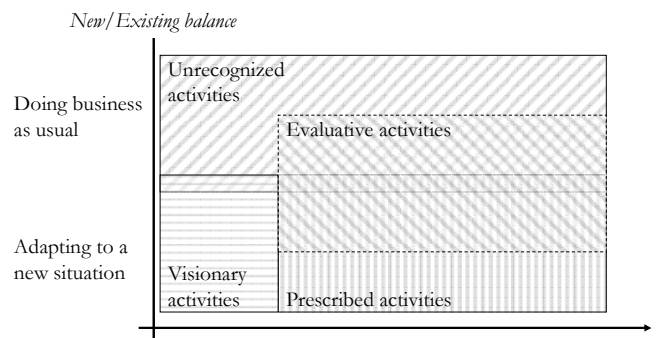 New/Existing balance
Unrecognized
activities
Doing business
as usual
Evaluative activities
Adapting to a
new situation
Visionary
activities
Prescribed activities